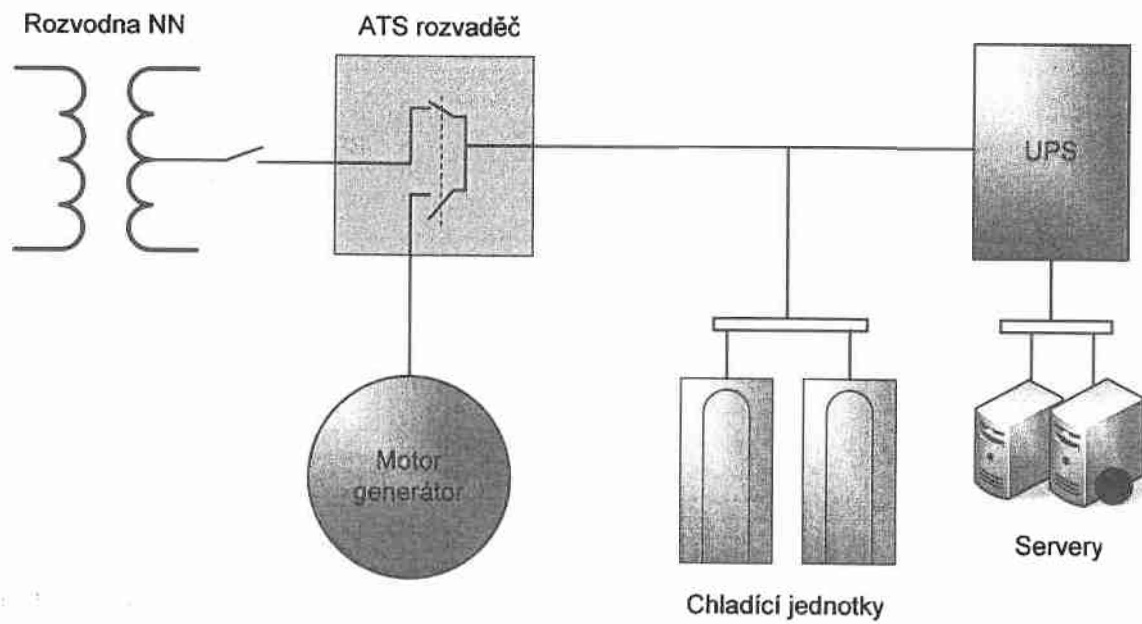 Rozvodna NN
ATS rozvaděč
UPS
Motor
generátor
Servery
Chladící jednotky